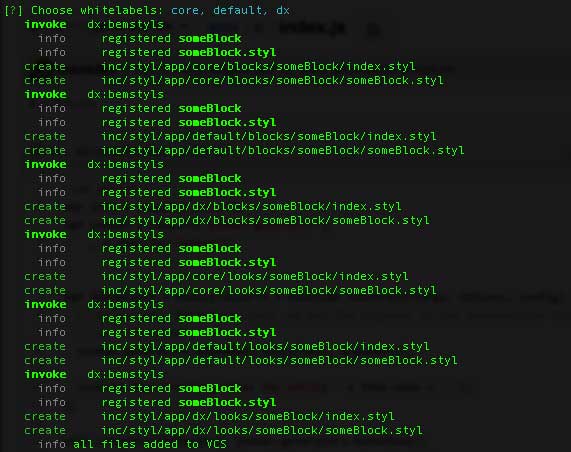 [?] Choose whitelabels: core, default, dx
invoke dx:bemstyls
info registered someBlock
info registered someBlock.styl
create inc/styl/app/core/blocks/someBlock/index.styl
create inc/styl/app/core/blocks/someBlock/someBlock.styl
invoke dx:bemstyls
info registered someBlock
info registered someBlock.styl
create inc/styl/app/default/blocks/someBlock/index.styl
create inc/styl/app/default/blocks/someBlock/someBlock.styl
invoke dx:bemstyls
info registered someBlock
info registered someBlock.styl
create inc/styl/app/dx/blocks/someBlock/index.styl
create inc/styl/app/dx/blocks/someBlock/someBlock.styl
invoke dx:bemstyls
info registered someBlock
info registered someBlock.styl
create inc/styl/app/core/looks/someBlock/index.styl
create inc/styl/app/core/looks/someBlock/someBlock.styl
invoke dx:bemstyls
info registered someBlock
info registered someBlock.styl
create inc/styl/app/default/looks/someBlock/index.styl
create inc/styl/app/default/looks/someBlock/someBlock.styl
invoke dx:bemstyls
info registered someBlock
info registered someBlock.styl
create inc/styl/app/dx/looks/someBlock/index.styl
create inc/styl/app/dx/looks/someBlock/someBlock.styl
info all files added to VCS